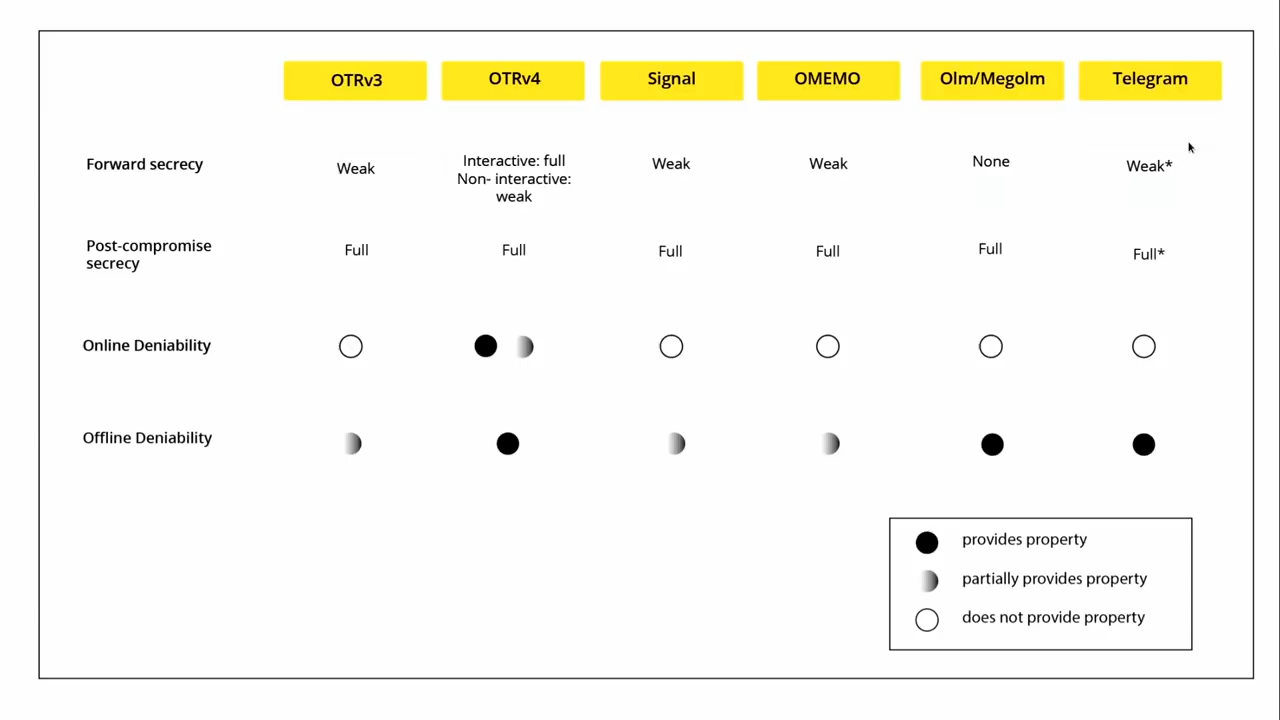 OTRv3
OTRv4
Signal
OMEMO
Olm/Megolm
Telegram
Forward secrecy
Weak
Interactive: full
Non- interactive:
weak
Weak
Weak
None
Weak*
Post-compromise
secrecy
Full
Full
Full
Full
Full
Full*
Online Deniability
Offline Deniability
provides property
partially provides property
does not provide property